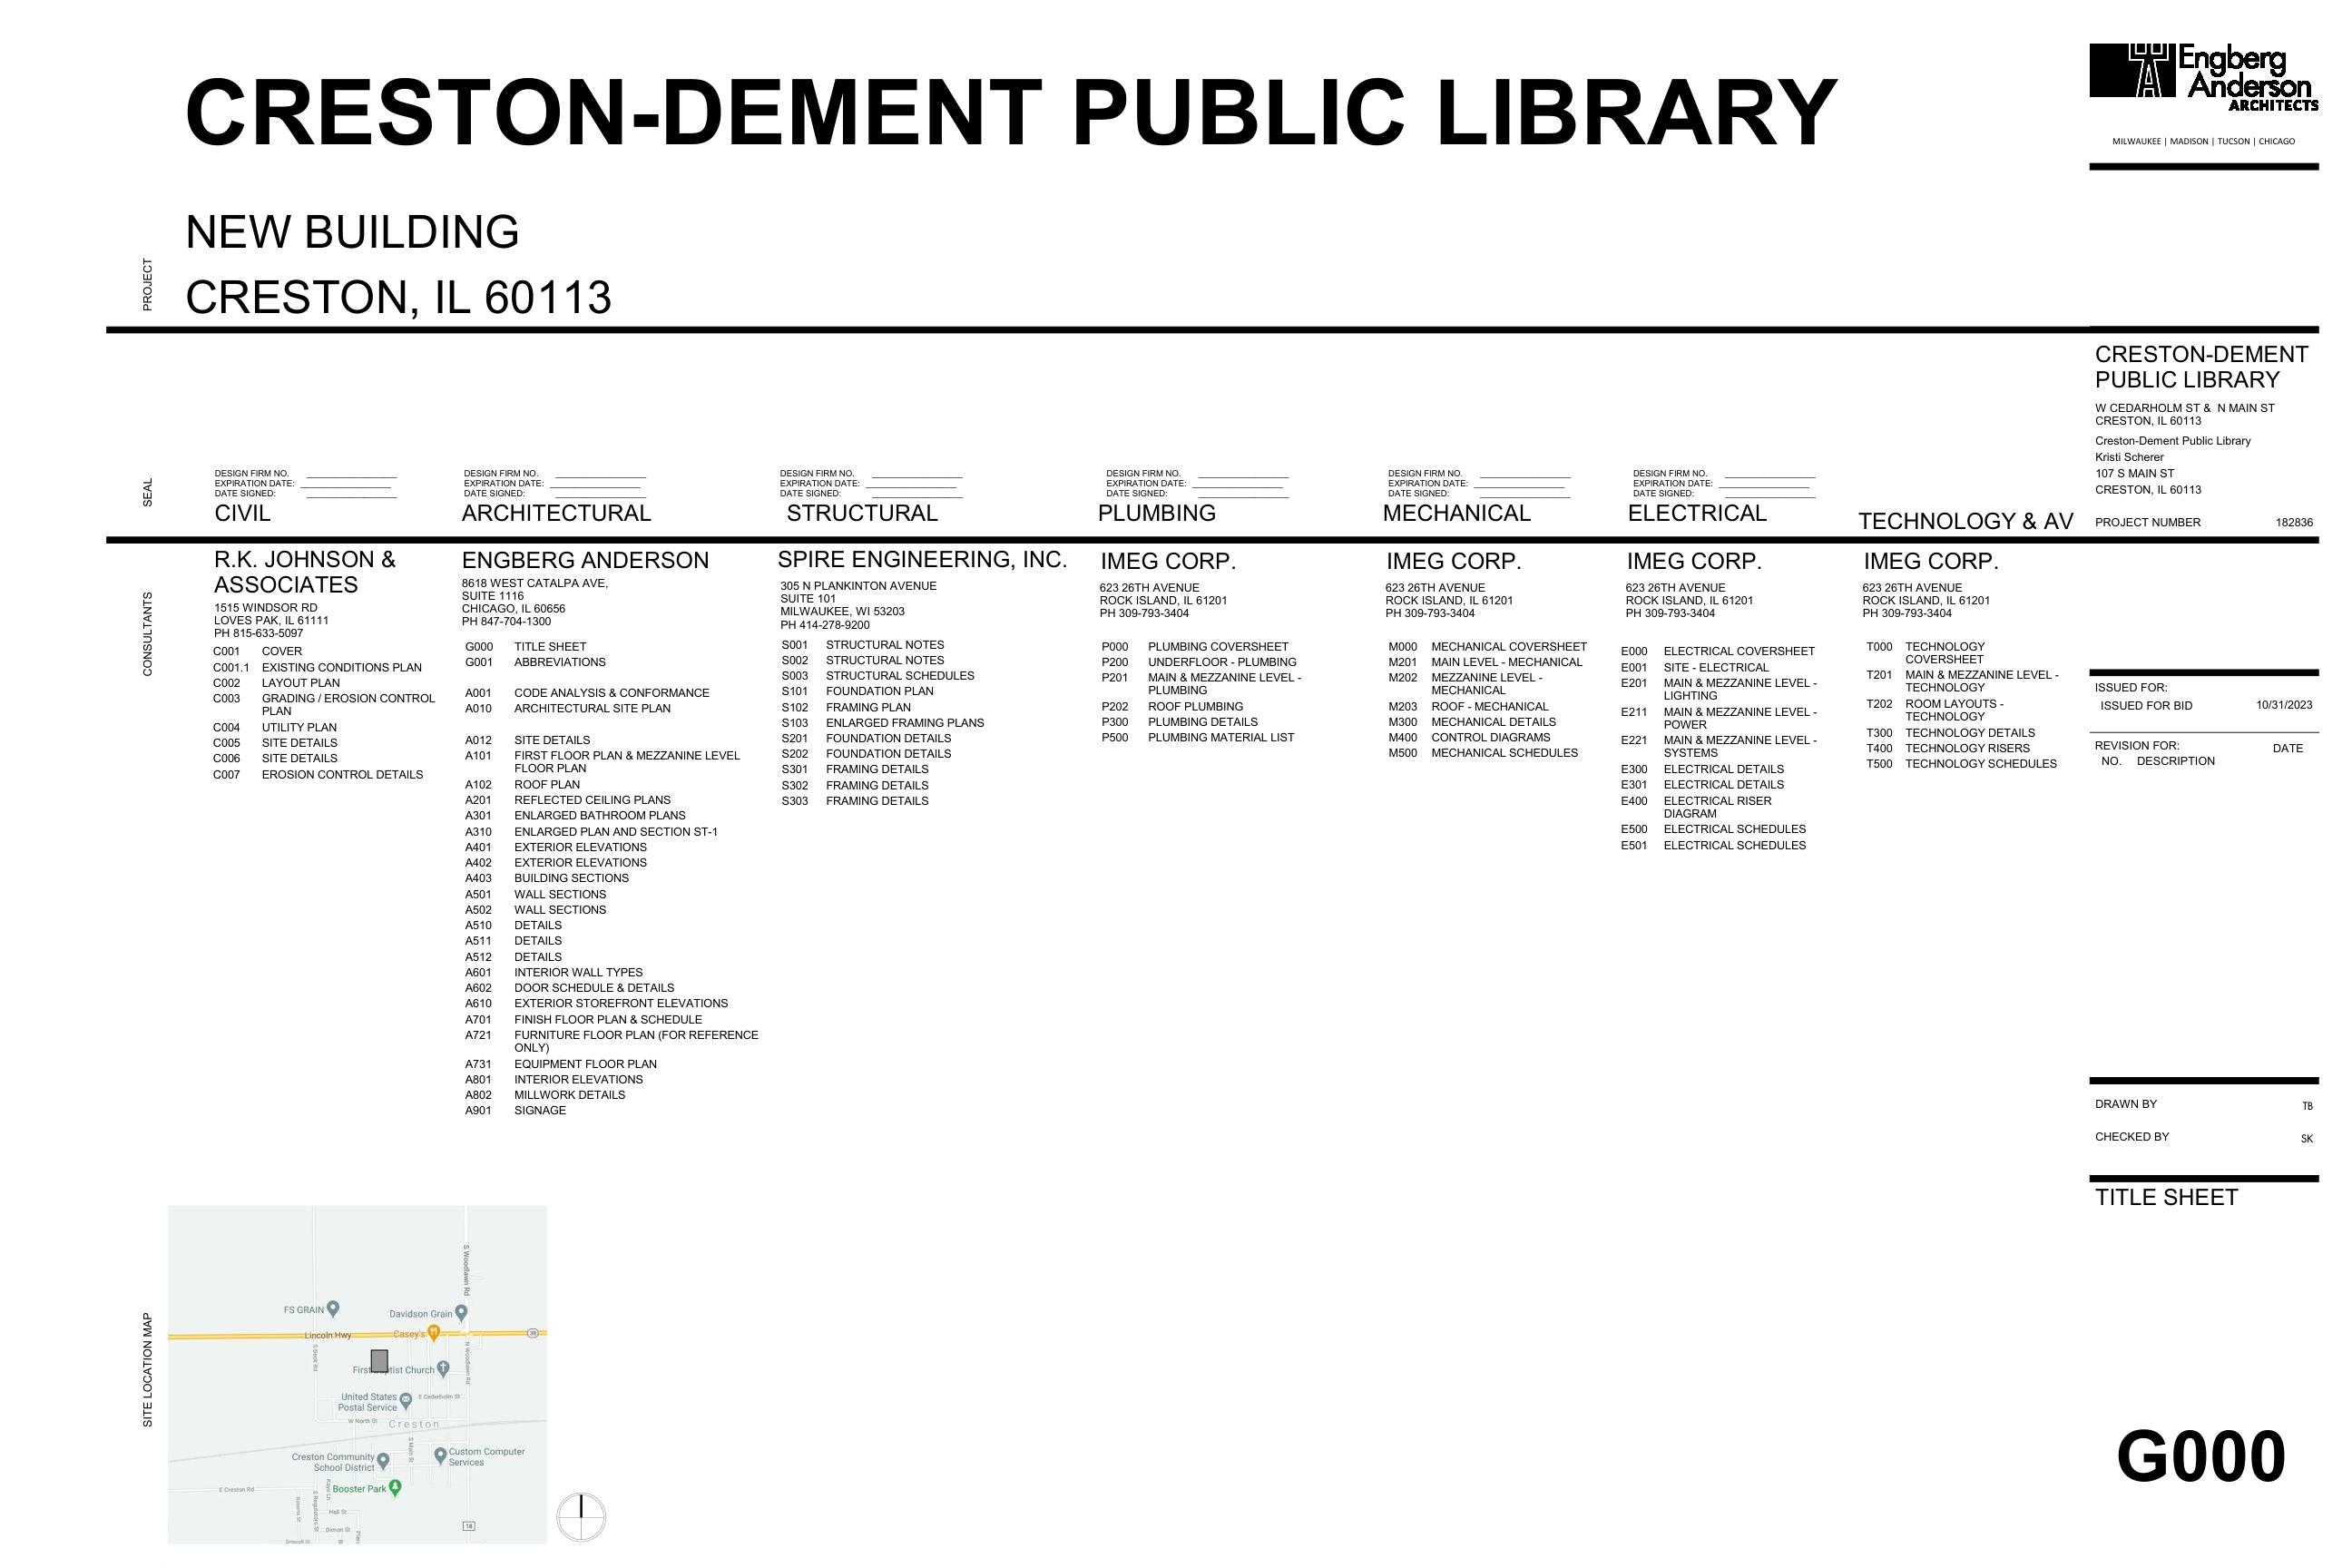 CRESTON-DEMENT PUBLIC LIBRARY
NEW BUILDING
CRESTON, IL 60113
PROJECT
Engberg
Anderson
ARCHITECTS
MILWAUKEE | MADISON | TUCSON | CHICAGO
SEAL
DESIGN FIRM NO.
EXPIRATION DATE:
DATE SIGNED:
CIVIL
DESIGN FIRM NO.
EXPIRATION DATE:
DATE SIGNED:
ARCHITECTURAL
DESIGN FIRM NO.
EXPIRATION DATE:
DATE SIGNED:
STRUCTURAL
DESIGN FIRM NO.
EXPIRATION DATE:
DATE SIGNED:
PLUMBING
DESIGN FIRM NO.
EXPIRATION DATE:
DATE SIGNED:
MECHANICAL
DESIGN FIRM NO.
EXPIRATION DATE:
DATE SIGNED:
ELECTRICAL
TECHNOLOGY & AV
CONSULTANTS
R.K. JOHNSON &
ASSOCIATES
1515 WINDSOR RD
LOVES PAK, IL 61111
PH 815-633-5097
C001 COVER
C001.1 EXISTING CONDITIONS PLAN
C002 LAYOUT PLAN
C003 GRADING / EROSION CONTROL
PLAN
C004 UTILITY PLAN
C005 SITE DETAILS
C006 SITE DETAILS
C007 EROSION CONTROL DETAILS
ENGBERG ANDERSON
8618 WEST CATALPA AVE,
SUITE 1116
CHICAGO, IL 60656
PH 847-704-1300
G000 TITLE SHEET
G001 ABBREVIATIONS
A001 CODE ANALYSIS & CONFORMANCE
A010 ARCHITECTURAL SITE PLAN
A012 SITE DETAILS
A101 FIRST FLOOR PLAN & MEZZANINE LEVEL
FLOOR PLAN
A102 ROOF PLAN
A201 REFLECTED CEILING PLANS
A301 ENLARGED BATHROOM PLANS
A310 ENLARGED PLAN AND SECTION ST-1
A401 EXTERIOR ELEVATIONS
A402 EXTERIOR ELEVATIONS
A403 BUILDING SECTIONS
A501 WALL SECTIONS
A502 WALL SECTIONS
A510 DETAILS
A511 DETAILS
A512 DETAILS
A601 INTERIOR WALL TYPES
A602 DOOR SCHEDULE & DETAILS
A610 EXTERIOR STOREFRONT ELEVATIONS
A701 FINISH FLOOR PLAN & SCHEDULE
A721 FURNITURE FLOOR PLAN (FOR REFERENCE
ONLY)
A731 EQUIPMENT FLOOR PLAN
A801 INTERIOR ELEVATIONS
A802 MILLWORK DETAILS
A901 SIGNAGE
SPIRE ENGINEERING, INC.
305 N PLANKINTON AVENUE
SUITE 101
MILWAUKEE, WI 53203
PH 414-278-9200
S001 STRUCTURAL NOTES
S002 STRUCTURAL NOTES
S003 STRUCTURAL SCHEDULES
S101 FOUNDATION PLAN
S102 FRAMING PLAN
S103 ENLARGED FRAMING PLANS
S201 FOUNDATION DETAILS
S202 FOUNDATION DETAILS
S301 FRAMING DETAILS
S302 FRAMING DETAILS
S303 FRAMING DETAILS
IMEG CORP.
623 26TH AVENUE
ROCK ISLAND, IL 61201
PH 309-793-3404
P000 PLUMBING COVERSHEET
P200 UNDERFLOOR - PLUMBING
P201 MAIN & MEZZANINE LEVEL -
PLUMBING
P202 ROOF PLUMBING
P300 PLUMBING DETAILS
P500 PLUMBING MATERIAL LIST
IMEG CORP.
623 26TH AVENUE
ROCK ISLAND, IL 61201
PH 309-793-3404
M000 MECHANICAL COVERSHEET
M201 MAIN LEVEL - MECHANICAL
M202 MEZZANINE LEVEL -
MECHANICAL
M203 ROOF - MECHANICAL
M300 MECHANICAL DETAILS
M400 CONTROL DIAGRAMS
M500 MECHANICAL SCHEDULES
IMEG CORP.
623 26TH AVENUE
ROCK ISLAND, IL 61201
PH 309-793-3404
E000 ELECTRICAL COVERSHEET
E001 SITE - ELECTRICAL
E201 MAIN & MEZZANINE LEVEL -
LIGHTING
E211 MAIN & MEZZANINE LEVEL -
POWER
E221 MAIN & MEZZANINE LEVEL -
SYSTEMS
E300 ELECTRICAL DETAILS
E301 ELECTRICAL DETAILS
E400 ELECTRICAL RISER
DIAGRAM
E500 ELECTRICAL SCHEDULES
E501 ELECTRICAL SCHEDULES
IMEG CORP.
623 26TH AVENUE
ROCK ISLAND, IL 61201
PH 309-793-3404
T000 TECHNOLOGY
COVERSHEET
T201 MAIN & MEZZANINE LEVEL -
TECHNOLOGY
T202 ROOM LAYOUTS -
TECHNOLOGY
T300 TECHNOLOGY DETAILS
T400 TECHNOLOGY RISERS
T500 TECHNOLOGY SCHEDULES
CRESTON-DEMENT
PUBLIC LIBRARY
W CEDARHOLM ST & N MAIN ST
CRESTON, IL 60113
Creston-Dement Public Library
Kristi Scherer
107 S MAIN ST
CRESTON, IL 60113
PROJECT NUMBER 182836
ISSUED FOR:
ISSUED FOR BID 10/31/2023
REVISION FOR:
NO. DESCRIPTION DATE
DRAWN BY TB
CHECKED BY SK
TITLE SHEET
G000
SITE LOCATION MAP
S Woodlawn Rd
FS GRAIN
Davidson Grain
Lincoln Hwy
Casey's
38
S Beck Rd
N Woodlawn Rd
First Church
United States
Postal Service
E Cederholm St
W North St
Creston
S Main St
Creston Community
School District
Custom Computer
Services
Booster Park
E Creston Rd
Hall St
Dimon St
18